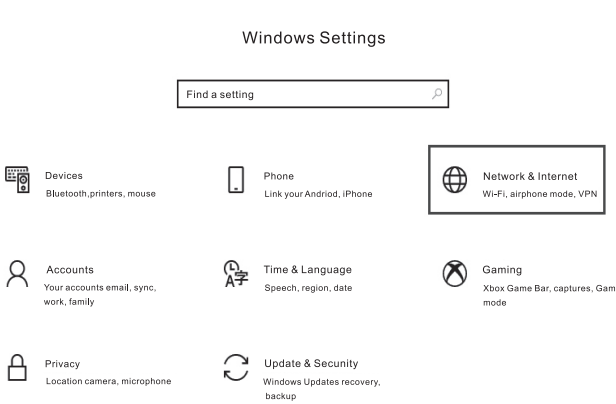 Windows Settings
Find a setting
Devices
Bluetooth,printers, mouse
Phone
Link your Andriod, iPhone
Network & Internet
Wi-Fi, airphone mode, VPN
Accounts
Your accounts email, sync,
work, family
Time & Language
Speech, region, date
Gaming
Xbox Game Bar, captures, Gam
mode
Privacy
Location camera, microphone
Update & Security
Windows Updates recovery,
backup